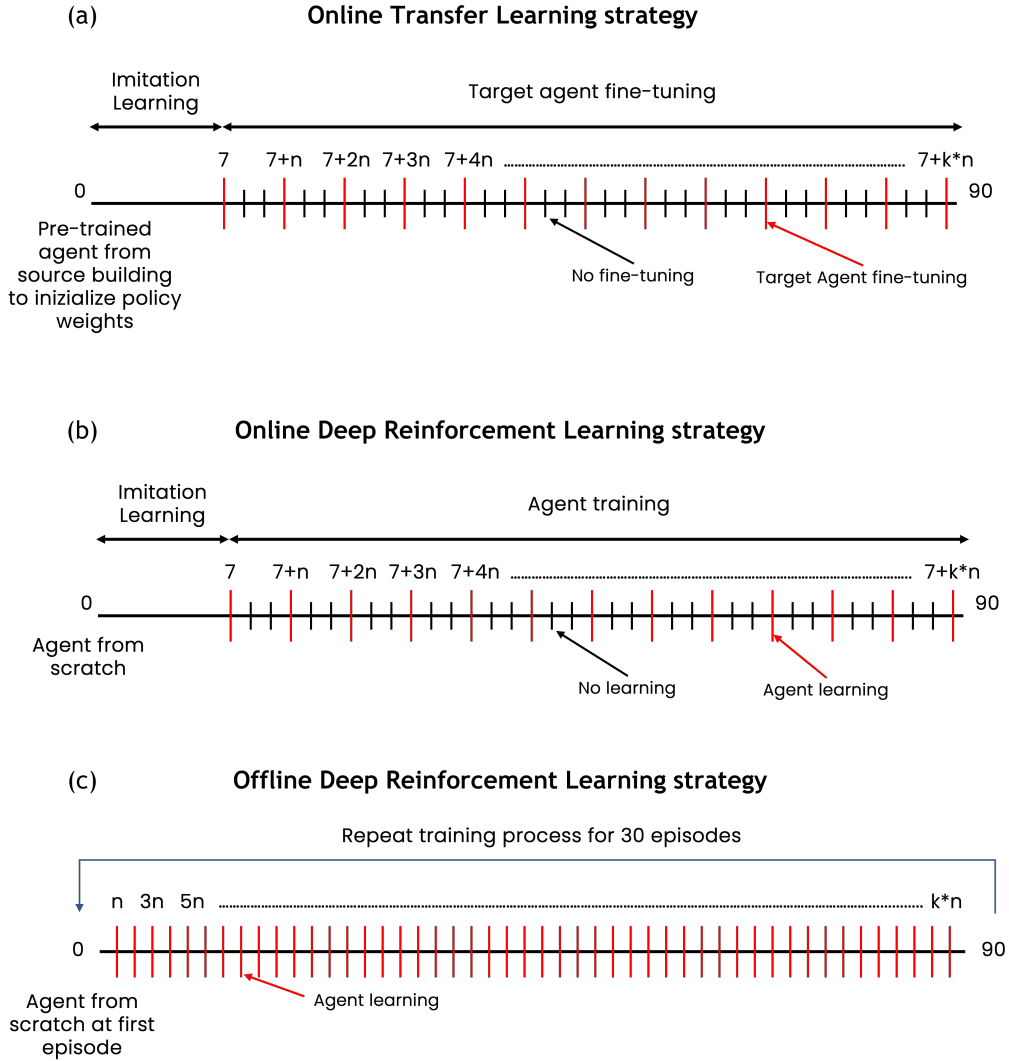 (a)
Online Transfer Learning strategy
Imitation
Learning
Target agent fine-tuning
7 7+n 7+2n 7+3n 7+4n ........ 7+k*n
0
90
Pre-trained
agent from
source building
to inizialize policy
weights
No fine-tuning
Target Agent fine-tuning
(b)
Online Deep Reinforcement Learning strategy
Imitation
Learning
Agent training
7 7+n 7+2n 7+3n 7+4n ........ 7+k*n
0
90
Agent from
scratch
No learning
Agent learning
(c)
Offline Deep Reinforcement Learning strategy
Repeat training process for 30 episodes
n 3n 5n ........ k*n
0
90
Agent from
scratch at first
episode
Agent learning